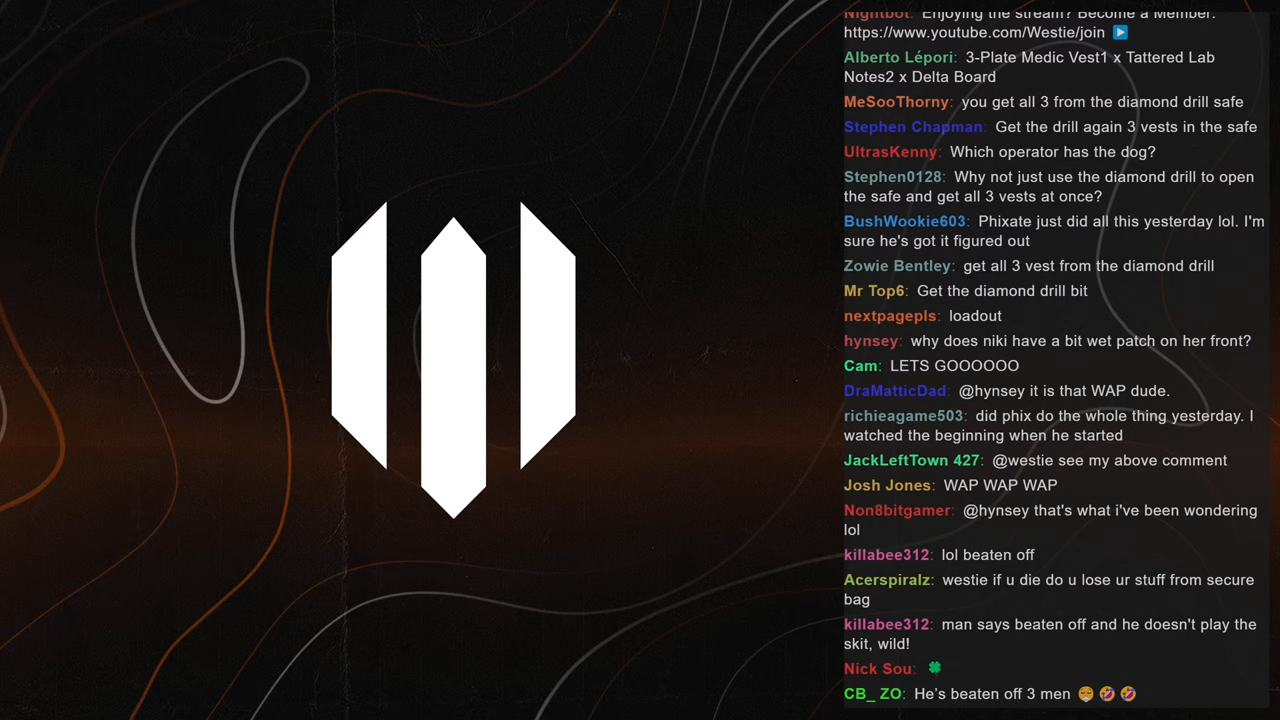 Nightbot: Enjoying the stream? Become a Member:
https://www.youtube.com/Westie/join ▶️
Alberto Lépori: 3-Plate Medic Vest1 x Tattered Lab
Notes2 x Delta Board
MeSooThorny: you get all 3 from the diamond drill safe
Stephen Chapman: Get the drill again 3 vests in the safe
UltrasKenny: Which operator has the dog?
Stephen0128: Why not just use the diamond drill to open
the safe and get all 3 vests at once?
BushWookie603: Phixate just did all this yesterday lol. I'm
sure he's got it figured out
Zowie Bentley: get all 3 vest from the diamond drill
Mr Top6: Get the diamond drill bit
nextpagepls: loadout
hynsey: why does niki have a bit wet patch on her front?
Cam: LETS GOOOOOO
DraMatticDad: @hynsey it is that WAP dude.
richieagame503: did phix do the whole thing yesterday. I
watched the beginning when he started
JackLeftTown 427: @westie see my above comment
Josh Jones: WAP WAP WAP
Non8bitgamer: @hynsey that's what i've been wondering
lol
killabee312: lol beaten off
Acerspiralz: westie if u die do u lose ur stuff from secure
bag
killabee312: man says beaten off and he doesn't play the
skit, wild!
Nick Sou: 🍀
CB_ ZO: He’s beaten off 3 men 😤 🤣 🤣